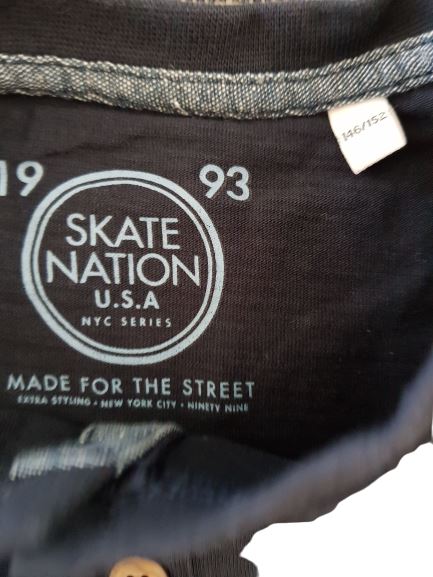 19 93
SKATE
NATION
U.S.A
NYC SERIES
MADE FOR THE STREET
EXTRA STYLING • NEW YORK CITY • NINETY NINE
146/152